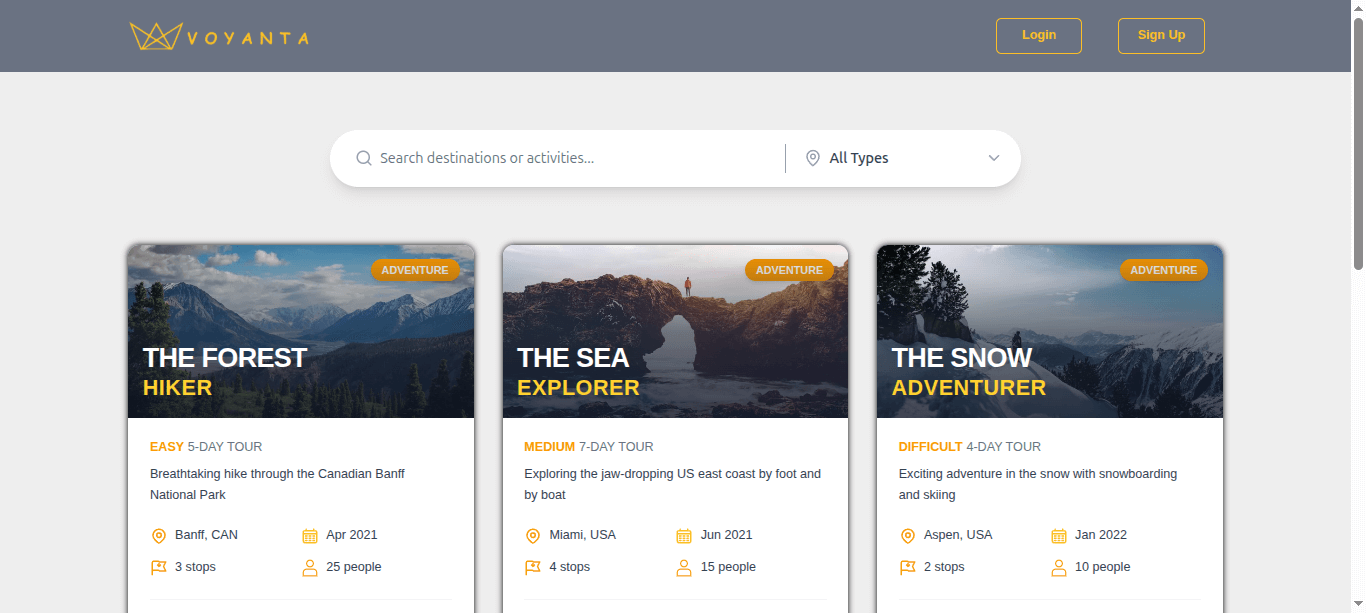 VOYANTA
Login
Sign Up
Search destinations or activities...
All Types
ADVENTURE
THE FOREST
HIKER
EASY 5-DAY TOUR
Breathtaking hike through the Canadian Banff
National Park
Banff, CAN
Apr 2021
3 stops
25 people
ADVENTURE
THE SEA
EXPLORER
MEDIUM 7-DAY TOUR
Exploring the jaw-dropping US east coast by foot and
by boat
Miami, USA
Jun 2021
4 stops
15 people
ADVENTURE
THE SNOW
ADVENTURER
DIFFICULT 4-DAY TOUR
Exciting adventure in the snow with snowboarding
and skiing
Aspen, USA
Jan 2022
2 stops
10 people